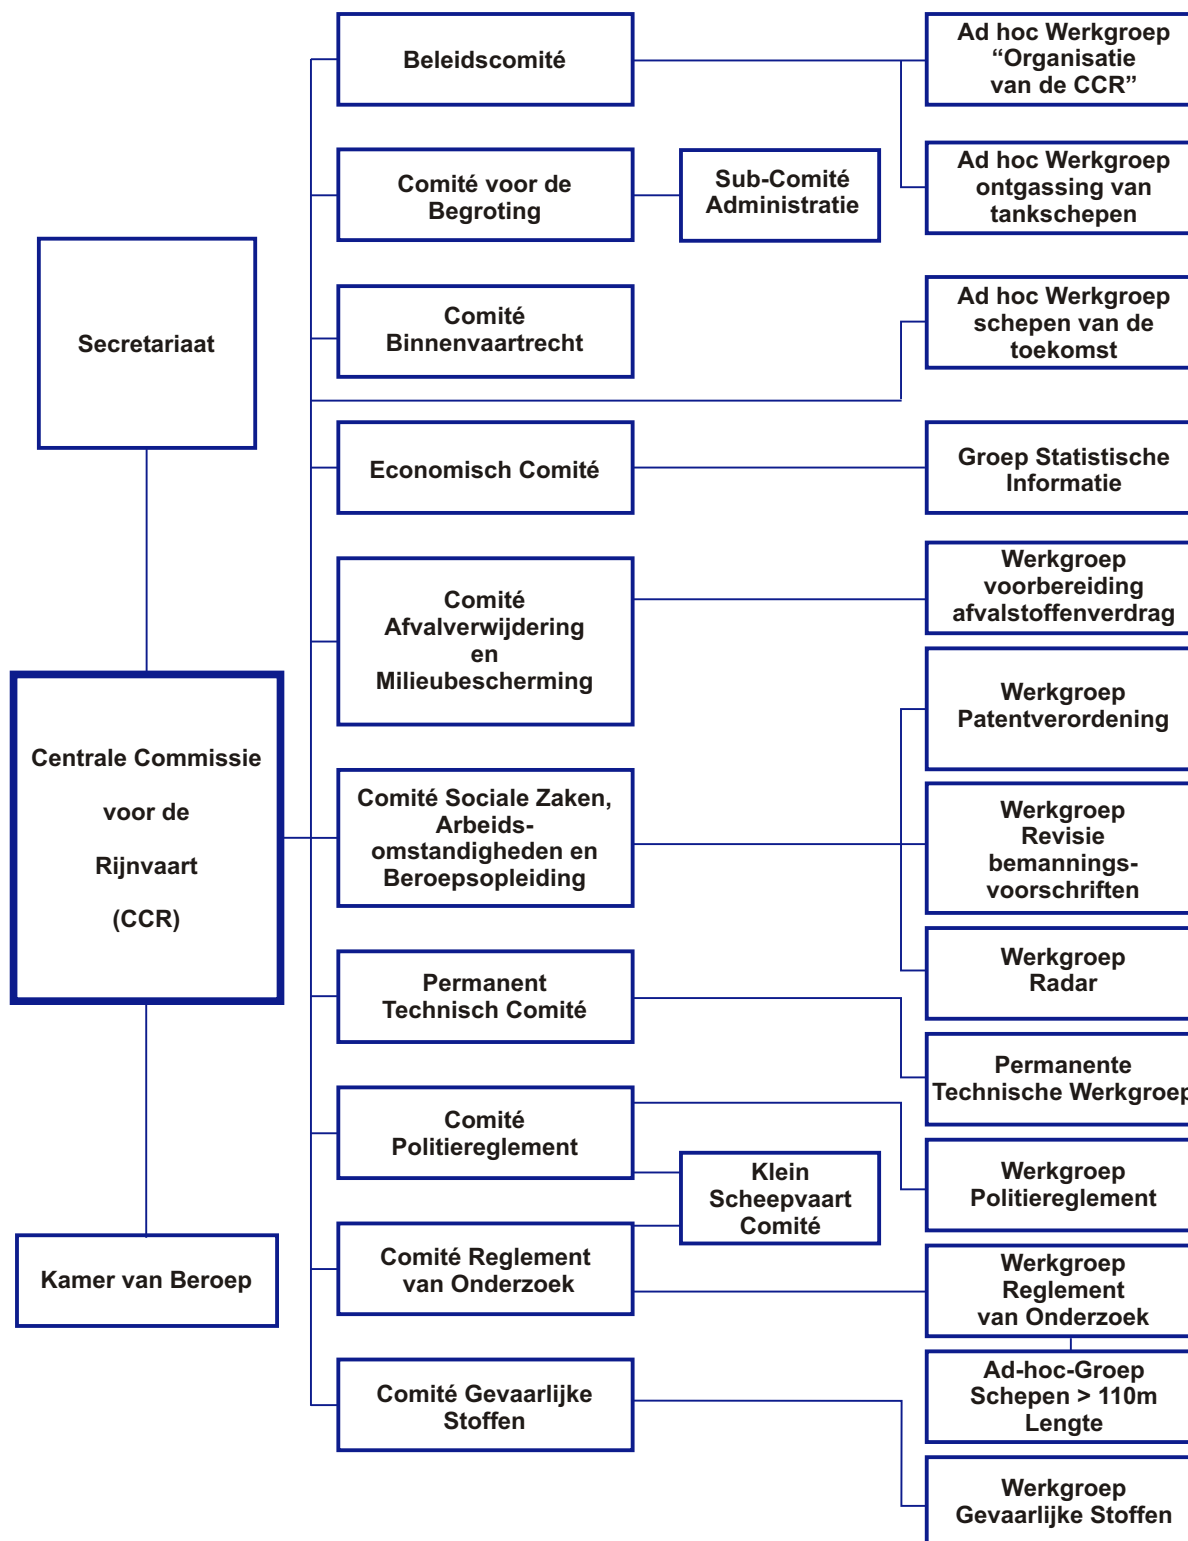 Secretariaat
Centrale Commissie
voor de
Rijnvaart
(CCR)
Kamer van Beroep
Beleidscomité
Comité voor de
Begroting
Sub-Comité
Administratie
Comité
Binnenvaartrecht
Economisch Comité
Comité
Afvalverwijdering
en
Milieubescherming
Comité Sociale Zaken,
Arbeids-
omstandigheden en
Beroepsopleiding
Permanent
Technisch Comité
Comité
Politiereglement
Klein
Scheepvaart
Comité
Comité Reglement
van Onderzoek
Comité Gevaarlijke
Stoffen
Ad hoc Werkgroep
“Organisatie
van de CCR”
Ad hoc Werkgroep
ontgassing van
tankschepen
Ad hoc Werkgroep
schepen van de
toekomst
Groep Statistische
Informatie
Werkgroep
voorbereiding
afvalstoffenverdrag
Werkgroep
Patentverordening
Werkgroep
Revisie
bemannings-
voorschriften
Werkgroep
Radar
Permanente
Technische Werkgroep
Werkgroep
Politiereglement
Werkgroep
Reglement
van Onderzoek
Ad-hoc-Groep
Schepen > 110m
Lengte
Werkgroep
Gevaarlijke Stoffen